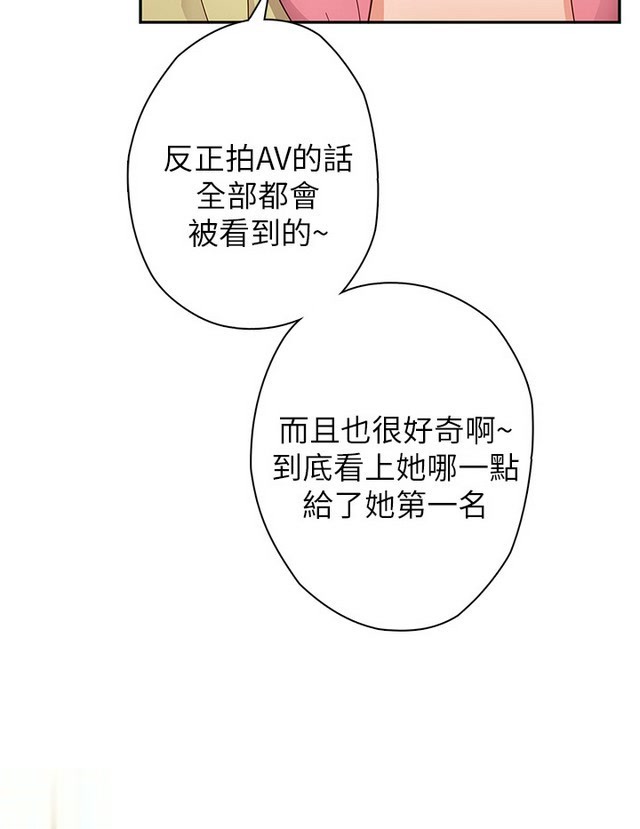 反正拍AV的話
全部都會
被看到的~
而且也很好奇啊~
到底看上她哪一點
給了她第一名